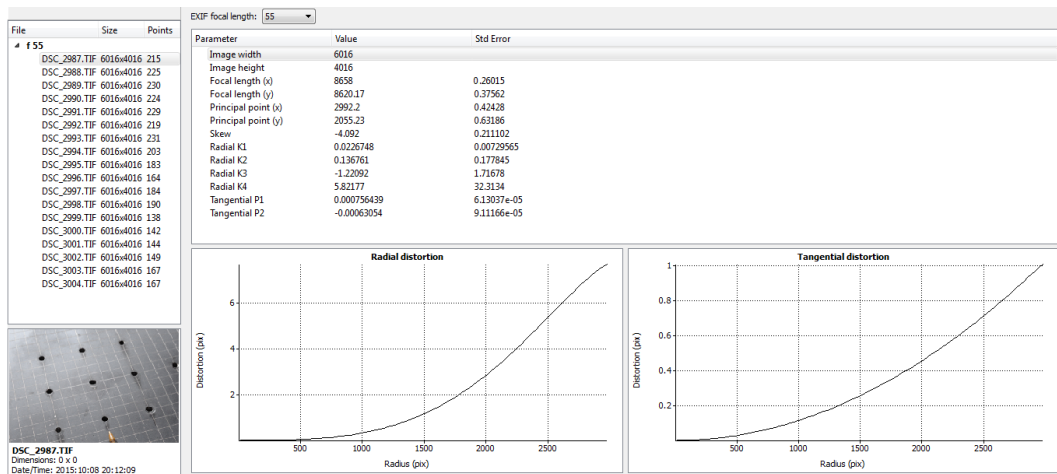 EXIF focal length: 55
File Size Points
f 55
DSC_2987.TIF 6016x4016 215
DSC_2988.TIF 6016x4016 225
DSC_2989.TIF 6016x4016 230
DSC_2990.TIF 6016x4016 224
DSC_2991.TIF 6016x4016 229
DSC_2992.TIF 6016x4016 219
DSC_2993.TIF 6016x4016 231
DSC_2994.TIF 6016x4016 203
DSC_2995.TIF 6016x4016 183
DSC_2996.TIF 6016x4016 164
DSC_2997.TIF 6016x4016 184
DSC_2998.TIF 6016x4016 190
DSC_2999.TIF 6016x4016 138
DSC_3000.TIF 6016x4016 142
DSC_3001.TIF 6016x4016 144
DSC_3002.TIF 6016x4016 149
DSC_3003.TIF 6016x4016 167
DSC_3004.TIF 6016x4016 167
DSC_2987.TIF
Dimensions: 0 x 0
Date/Time: 2015:10:08 20:12:09
Parameter Value Std Error
Image width 6016
Image height 4016
Focal length (x) 8658 0.26015
Focal length (y) 8620.17 0.37562
Principal point (x) 2992.2 0.42428
Principal point (y) 2055.23 0.63186
Skew -4.092 0.211102
Radial K1 0.0226748 0.00729565
Radial K2 0.136761 0.177845
Radial K3 -1.22092 1.71678
Radial K4 5.82177 32.3134
Tangential P1 0.000756439 6.13037e-05
Tangential P2 -0.00063054 9.11166e-05
Radial distortion
Distortion (pix)
6
4
2
500 1000 1500 2000 2500
Radius (pix)
Tangential distortion
Distortion (pix)
1
0.8
0.6
0.4
0.2
500 1000 1500 2000 2500
Radius (pix)